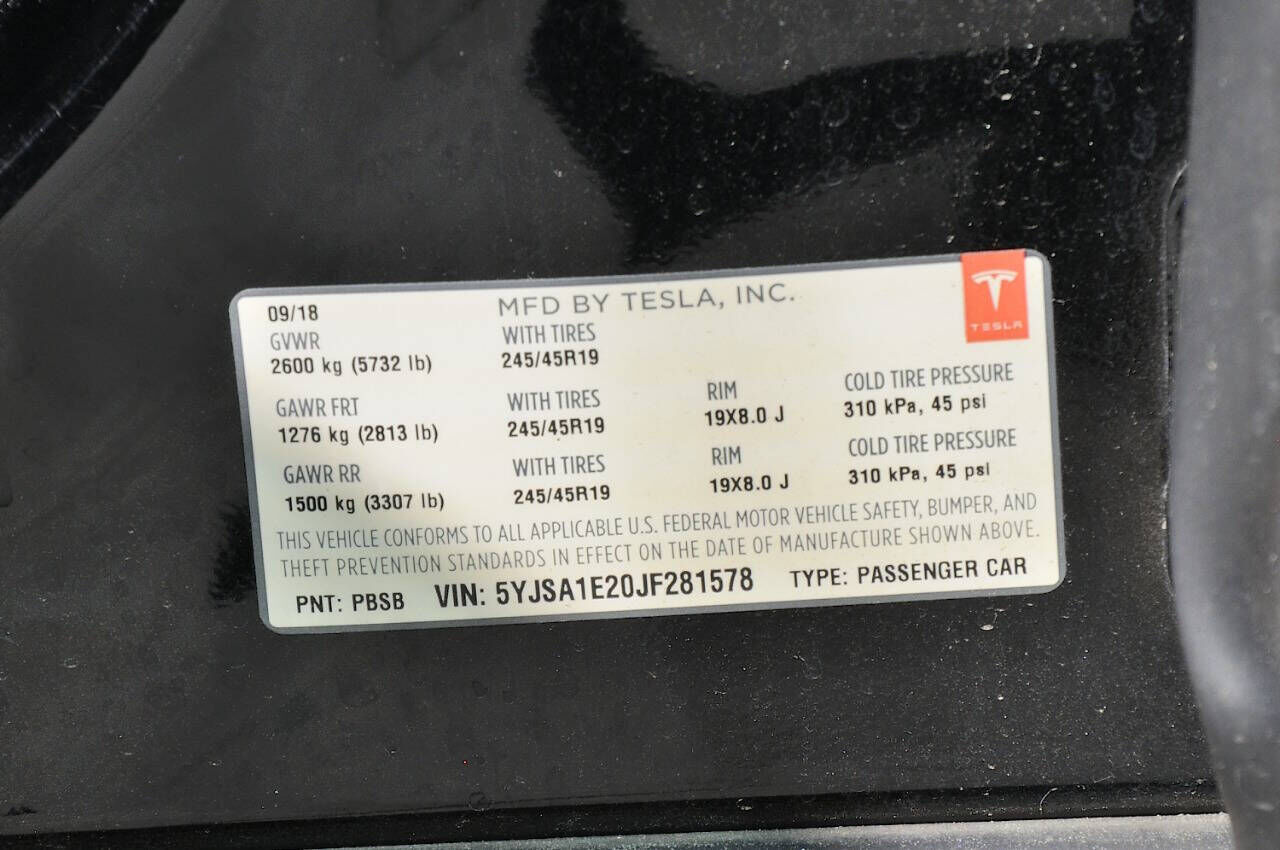 09/18 MFD BY TESLA, INC.
TESLA
GVWR WITH TIRES
2600 kg (5732 lb) 245/45R19
GAWR FRT WITH TIRES RIM COLD TIRE PRESSURE
1276 kg (2813 lb) 245/45R19 19X8.0 J 310 kPa, 45 psi
GAWR RR WITH TIRES RIM COLD TIRE PRESSURE
1500 kg (3307 lb) 245/45R19 19X8.0 J 310 kPa, 45 psi
THIS VEHICLE CONFORMS TO ALL APPLICABLE U.S. FEDERAL MOTOR VEHICLE SAFETY, BUMPER, AND
THEFT PREVENTION STANDARDS IN EFFECT ON THE DATE OF MANUFACTURE SHOWN ABOVE.
PNT: PBSB VIN: 5YJSA1E20JF281578 TYPE: PASSENGER CAR